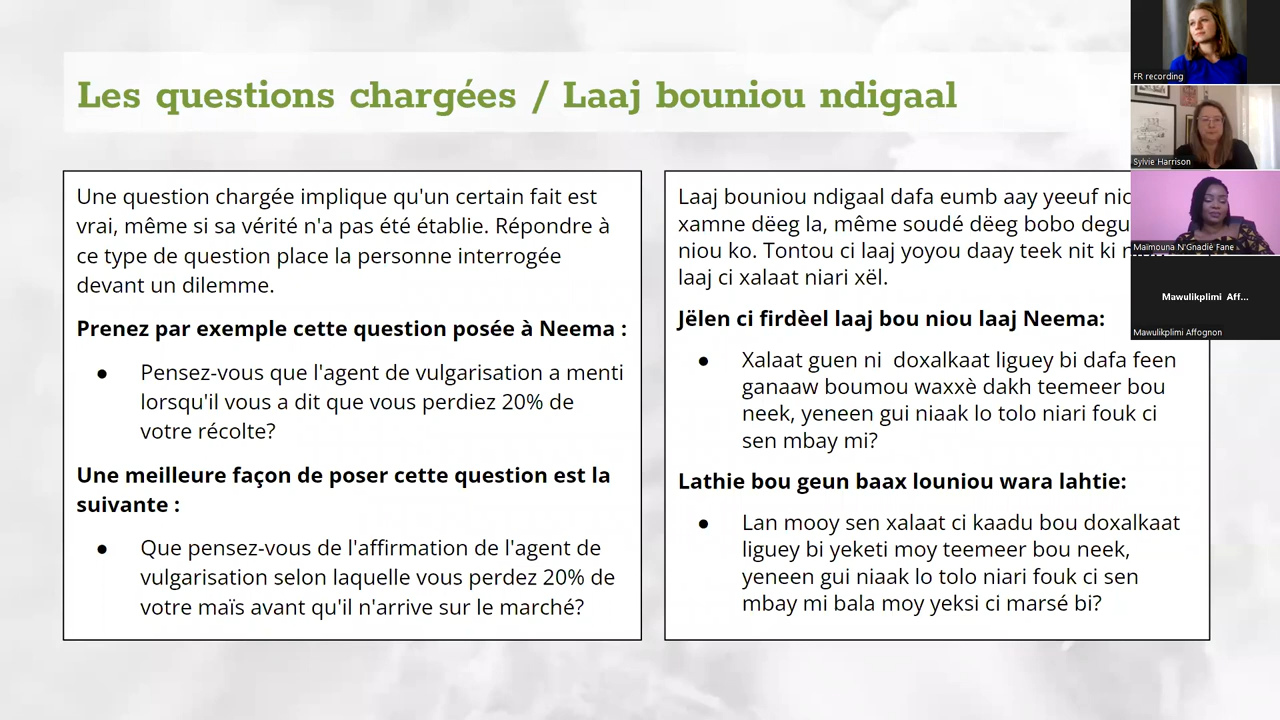 Les questions chargées / Laaj bouniou ndigaal
Une question chargée implique qu'un certain fait est
vrai, même si sa vérité n'a pas été établie. Répondre à
ce type de question place la personne interrogée
devant un dilemme.
Prenez par exemple cette question posée à Neema :
● Pensez-vous que l'agent de vulgarisation a menti
lorsqu'il vous a dit que vous perdiez 20% de
votre récolte?
Une meilleure façon de poser cette question est la
suivante :
● Que pensez-vous de l'affirmation de l'agent de
vulgarisation selon laquelle vous perdez 20% de
votre maïs avant qu'il n'arrive sur le marché?
Laaj bouniou ndigaal dafa eumb aay yeeuf
xamne dëeg la, même soudé dëeg bobo
niou ko. Tontou ci laaj yoyou daay teek nit ki
laaj ci xalaat niari xël.
Jëlen ci firdèel laaj bou niou laaj Neema:
● Xalaat guen ni doxalkaat liguey bi dafa feen
ganaaw boumou waxxè dakh teemeer bou
neek, yeneen gui niaak lo tolo niari fouk ci
sen mbay mi?
Lathie bou geun baax louniou wara lahtie:
● Lan mooy sen xalaat ci kaadu bou doxalkaat
liguey bi yeketi moy teemeer bou neek,
yeneen gui niaak lo tolo niari fouk ci sen
mbay mi bala moy yeksi ci marsé bi?
FR recording
Sylvie Harrison
Maïmouna N'Gnadié Fane
Mawulikplimi Aff...
Mawulikplimi Affognon